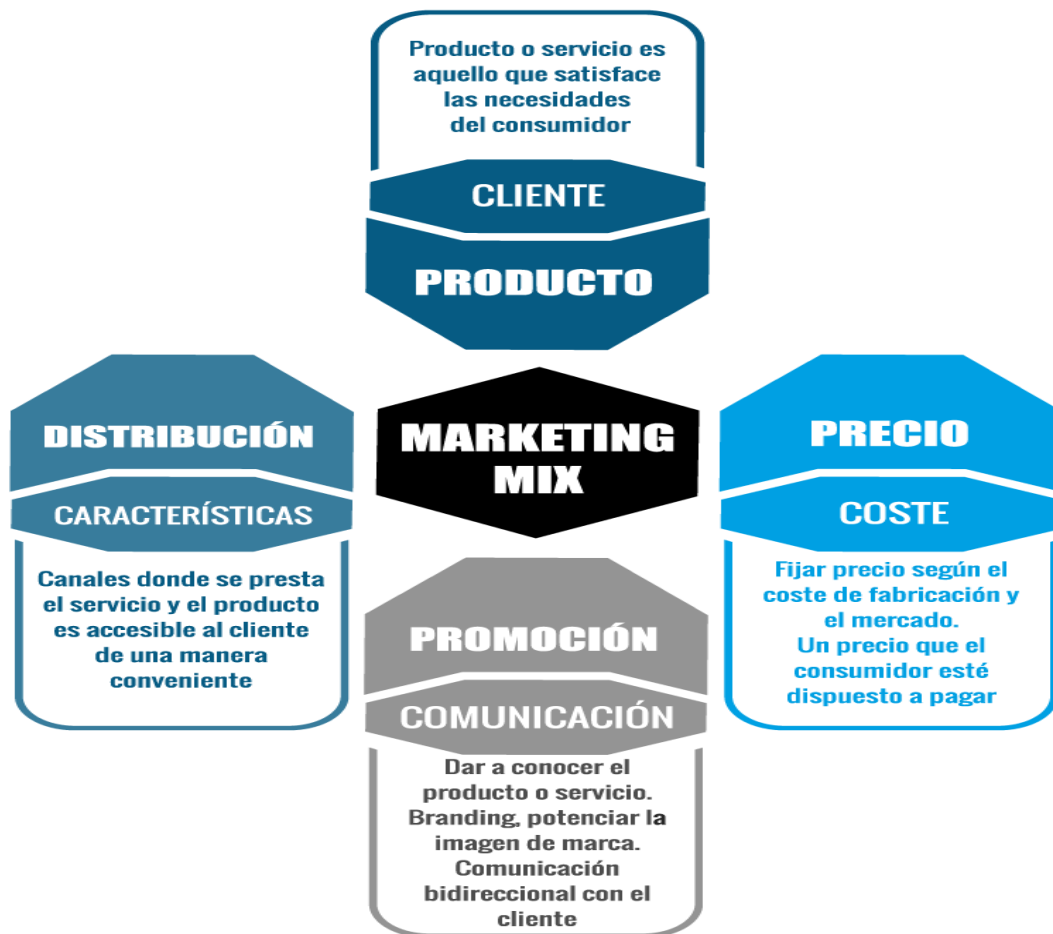 Producto o servicio es
aquello que satisface
las necesidades
del consumidor
CLIENTE
PRODUCTO
DISTRIBUCIÓN
CARACTERÍSTICAS
Canales donde se presta
el servicio y el producto
es accesible al cliente
de una manera
conveniente
MARKETING
MIX
PRECIO
COSTE
Fijar precio según el
coste de fabricación y
el mercado.
Un precio que el
consumidor esté
dispuesto a pagar
PROMOCIÓN
COMUNICACIÓN
Dar a conocer el
producto o servicio.
Branding, potenciar la
imagen de marca.
Comunicación
bidireccional con el
cliente